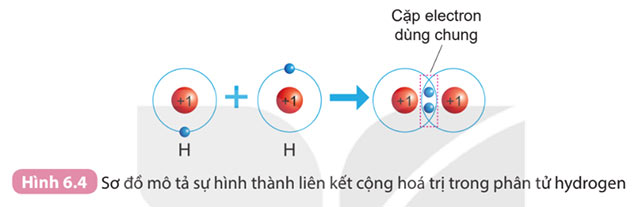 Cặp electron
dùng chung
+1 + +1 +1 +1
H H
Hình 6.4 Sơ đồ mô tả sự hình thành liên kết cộng hoá trị trong phân tử hydrogen